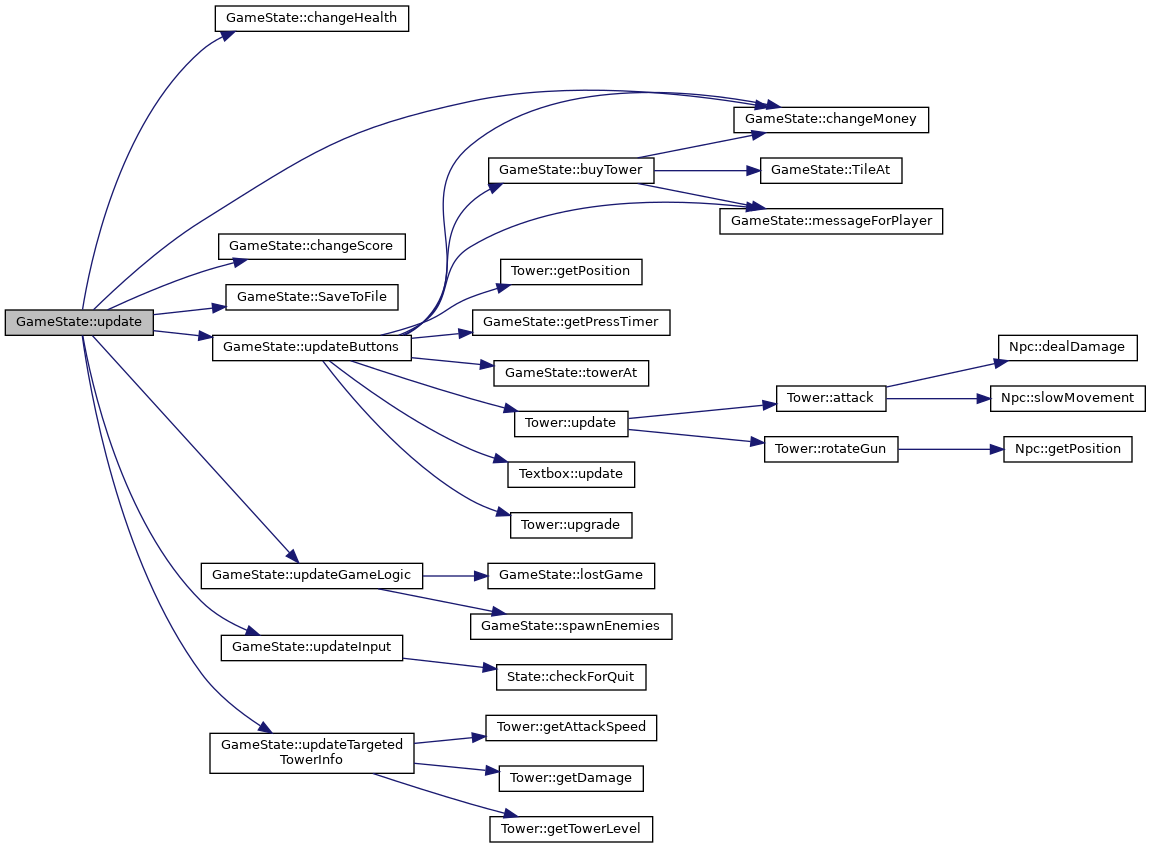 GameState::changeHealth
GameState::changeMoney
GameState::buyTower
GameState::TileAt
GameState::messageForPlayer
GameState::changeScore
Tower::getPosition
GameState::SaveToFile
GameState::update
GameState::getPressTimer
GameState::updateButtons
Npc::dealDamage
GameState::towerAt
Tower::attack
Npc::slowMovement
Tower::update
Tower::rotateGun
Npc::getPosition
Textbox::update
Tower::upgrade
GameState::updateGameLogic
GameState::lostGame
GameState::spawnEnemies
GameState::updateInput
State::checkForQuit
Tower::getAttackSpeed
GameState::updateTargeted
TowerInfo
Tower::getDamage
Tower::getTowerLevel